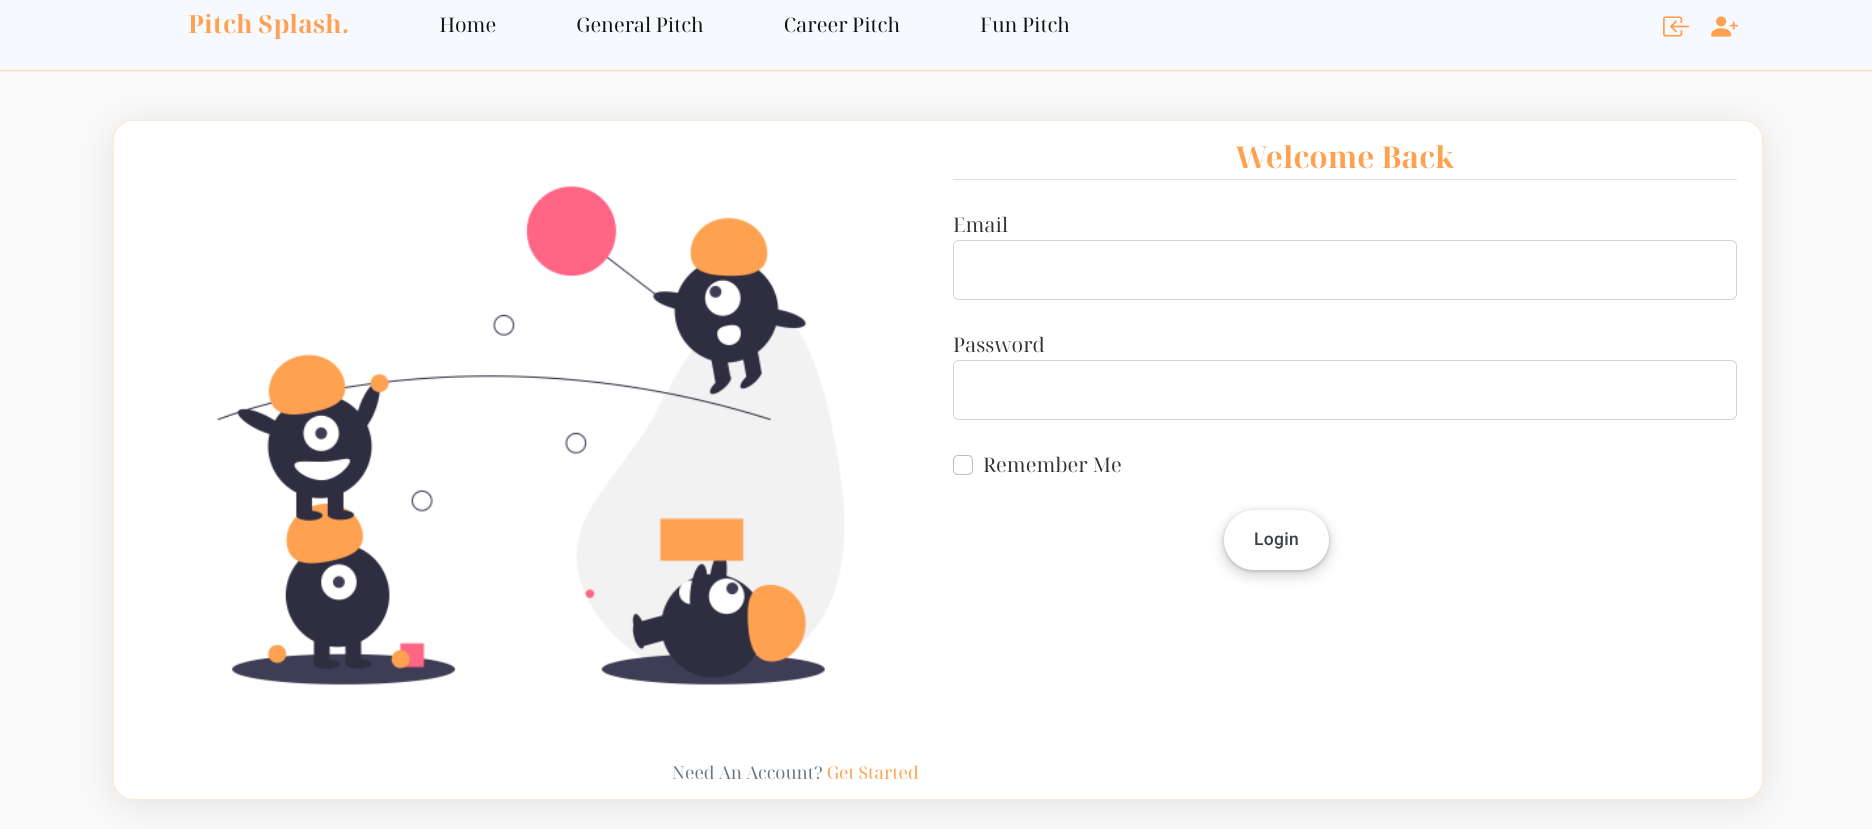 Pitch Splash. Home General Pitch Career Pitch Fun Pitch
Welcome Back
Email
Password
Remember Me
Login
Need An Account? Get Started